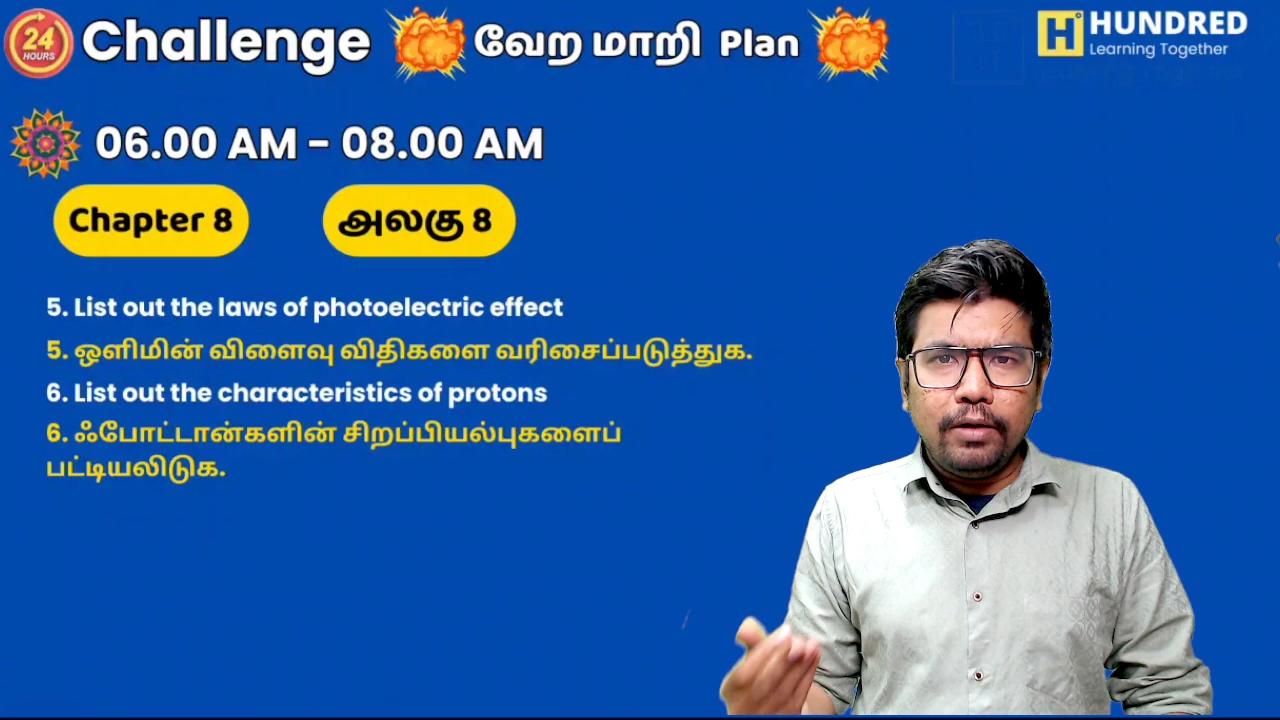 24 HOURS Challenge வேற மாறி Plan
H HUNDRED
Learning Together
06.00 AM - 08.00 AM
Chapter 8 அலகு 8
5. List out the laws of photoelectric effect
5. ஒளிமின் விளைவு விதிகளை வரிசைப்படுத்துக.
6. List out the characteristics of protons
6. ஃபோட்டான்களின் சிறப்பியல்புகளைப்
பட்டியலிடுக.